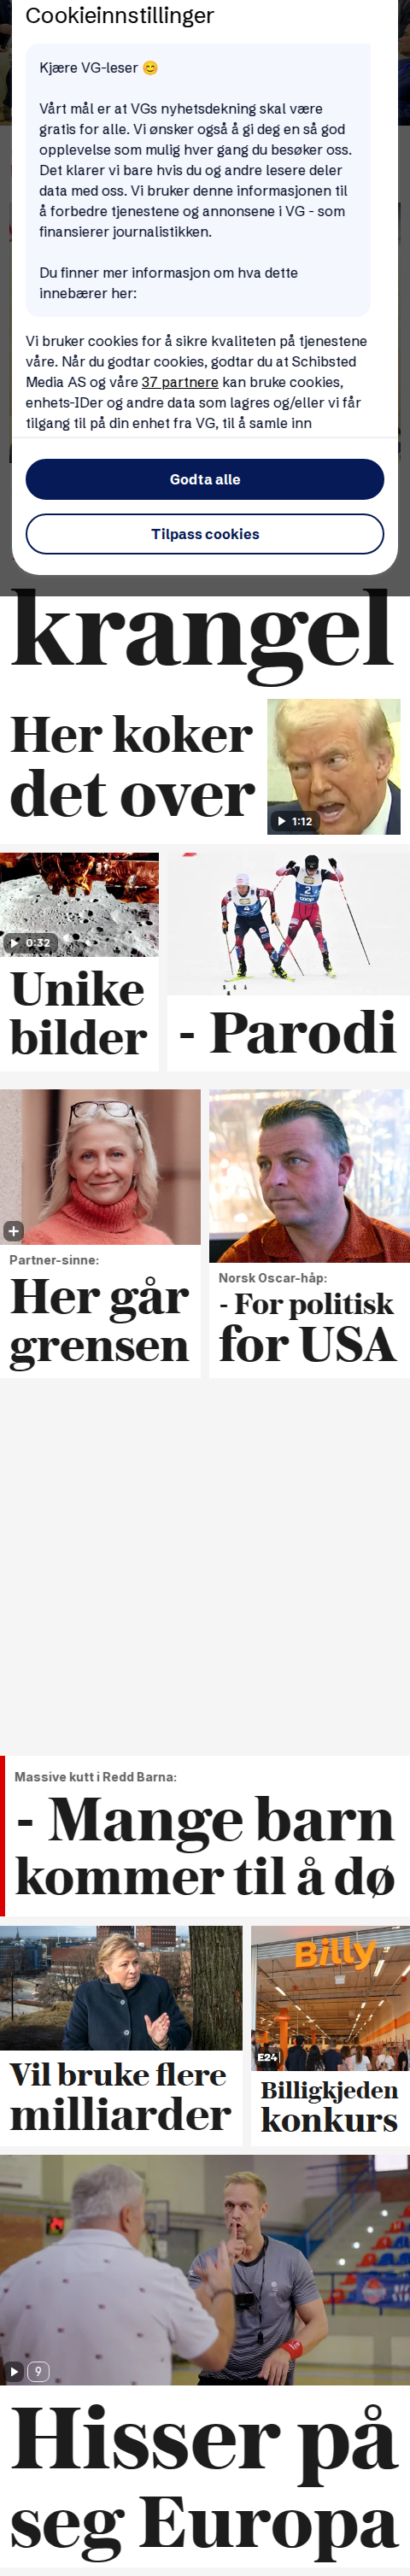 Cookieinnstillinger
Kjære VG-leser 😊
Vårt mål er at VGs nyhetsdekning skal være
gratis for alle. Vi ønsker også å gi deg en så god
opplevelse som mulig hver gang du besøker oss.
Det klarer vi bare hvis du og andre lesere deler
data med oss. Vi bruker denne informasjonen til
å forbedre tjenestene og annonsene i VG - som
finansierer journalistikken.
Du finner mer informasjon om hva dette
innebærer her:
Vi bruker cookies for å sikre kvaliteten på tjenestene
våre. Når du godtar cookies, godtar du at Schibsted
Media AS og våre 37 partnere kan bruke cookies,
enhets-IDer og andre data som lagres og/eller vi får
tilgang til på din enhet fra VG, til å samle inn
Godta alle
Tilpass cookies
krangel
Her koker
det over
1:12
0:32
Unike
bilder
4
2
coop
- Parodi
Partner-sinne:
Her går
grensen
Norsk Oscar-håp:
- For politisk
for USA
Massive kutt i Redd Barna:
- Mange barn
kommer til å dø
Vil bruke flere
milliarder
Billy
E24
Billigkjeden
konkurs
9
Hisser på
seg Europa